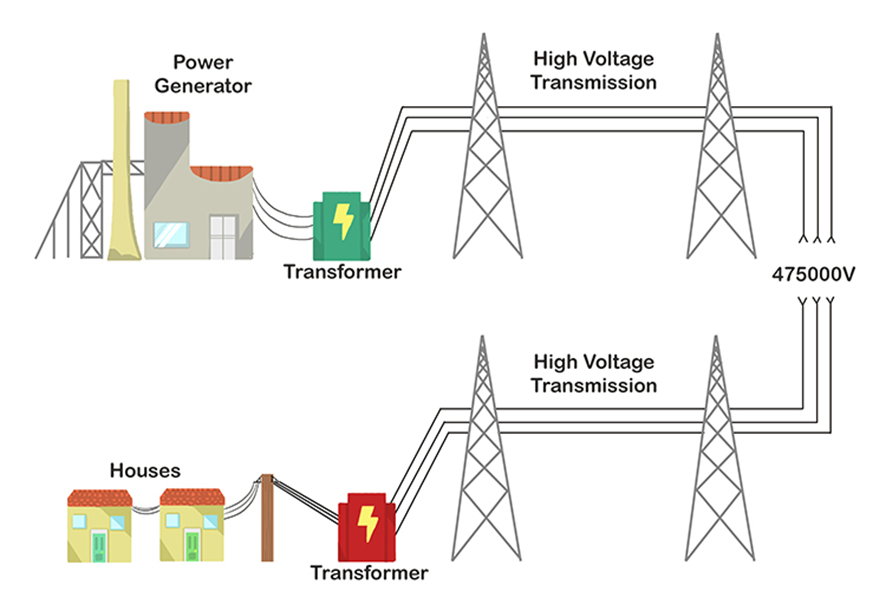 Power
Generator
High Voltage
Transmission
Transformer
475000V
High Voltage
Transmission
Houses
Transformer